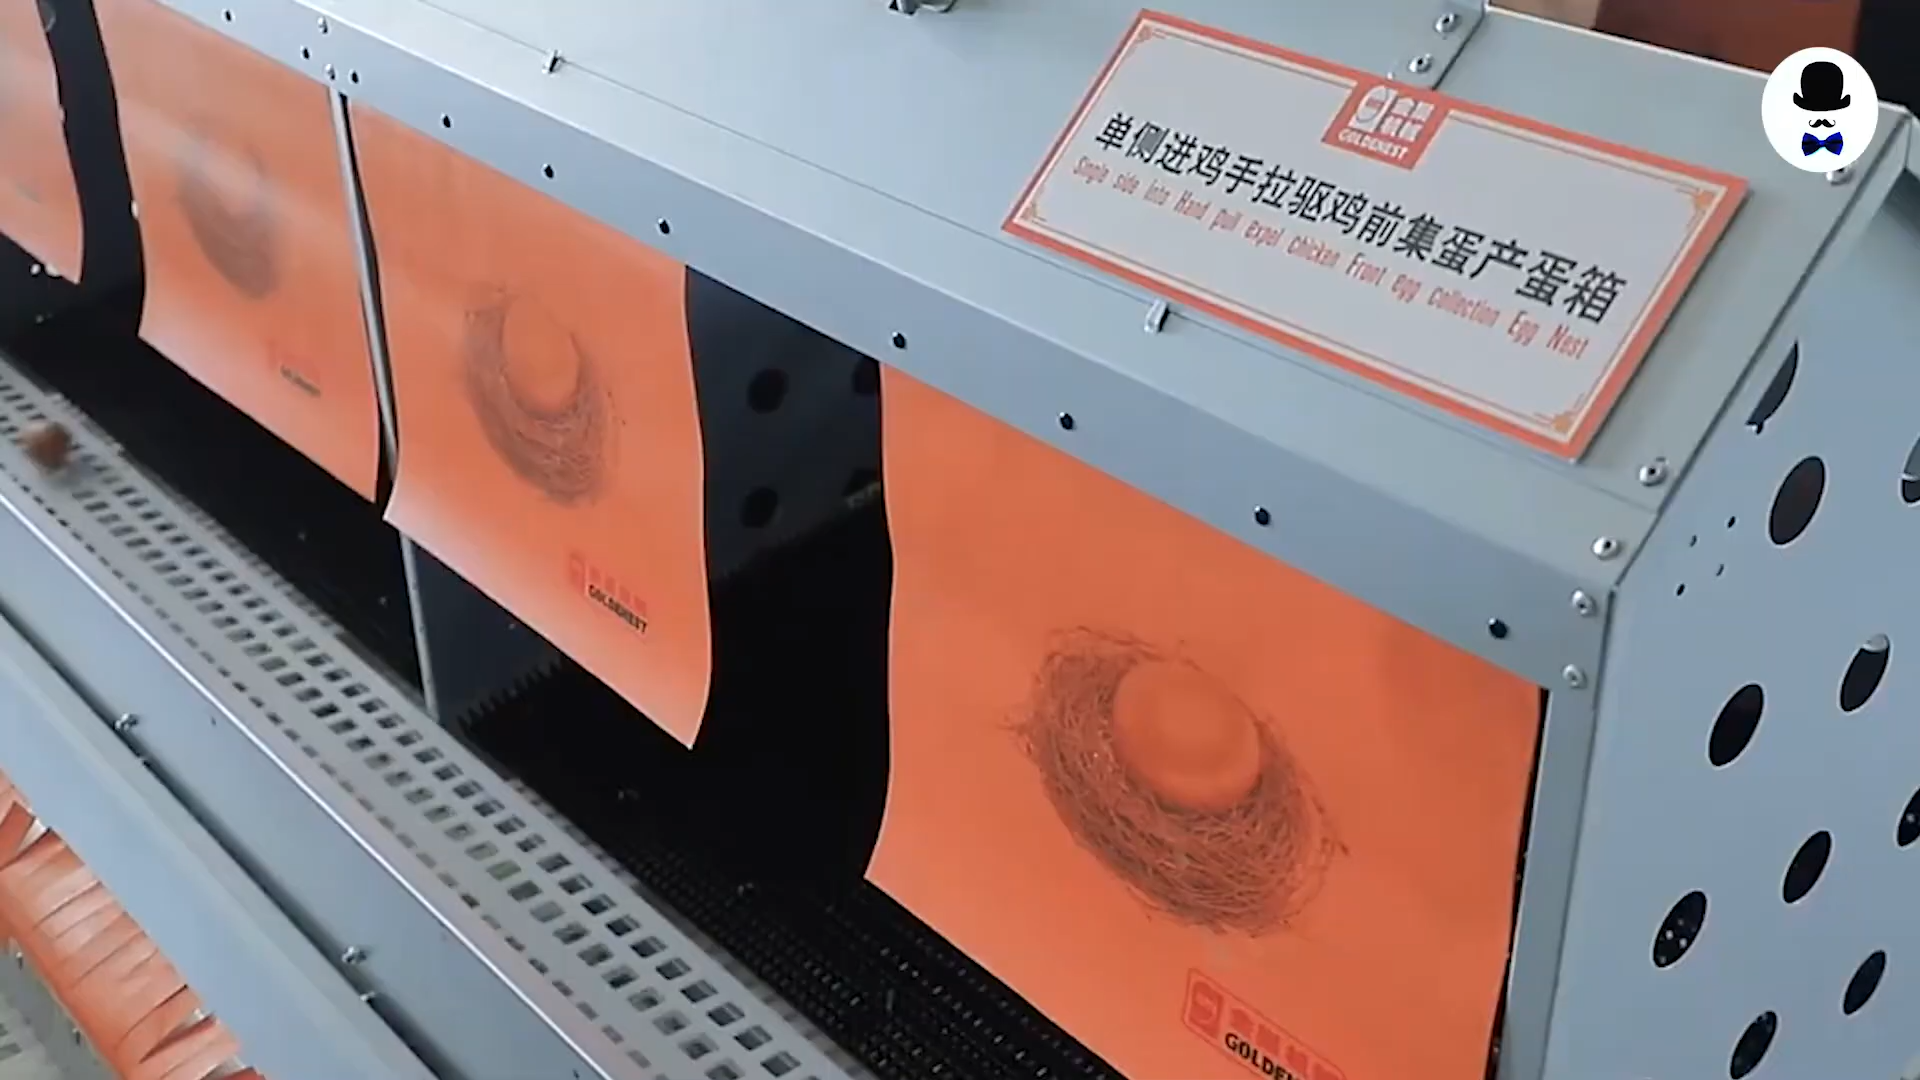 GOLDENEST
单侧进鸡手拉驱鸡前集蛋产蛋箱
Single side into Hand pull expel chicken Front egg collection Egg Nest
GOLDENEST